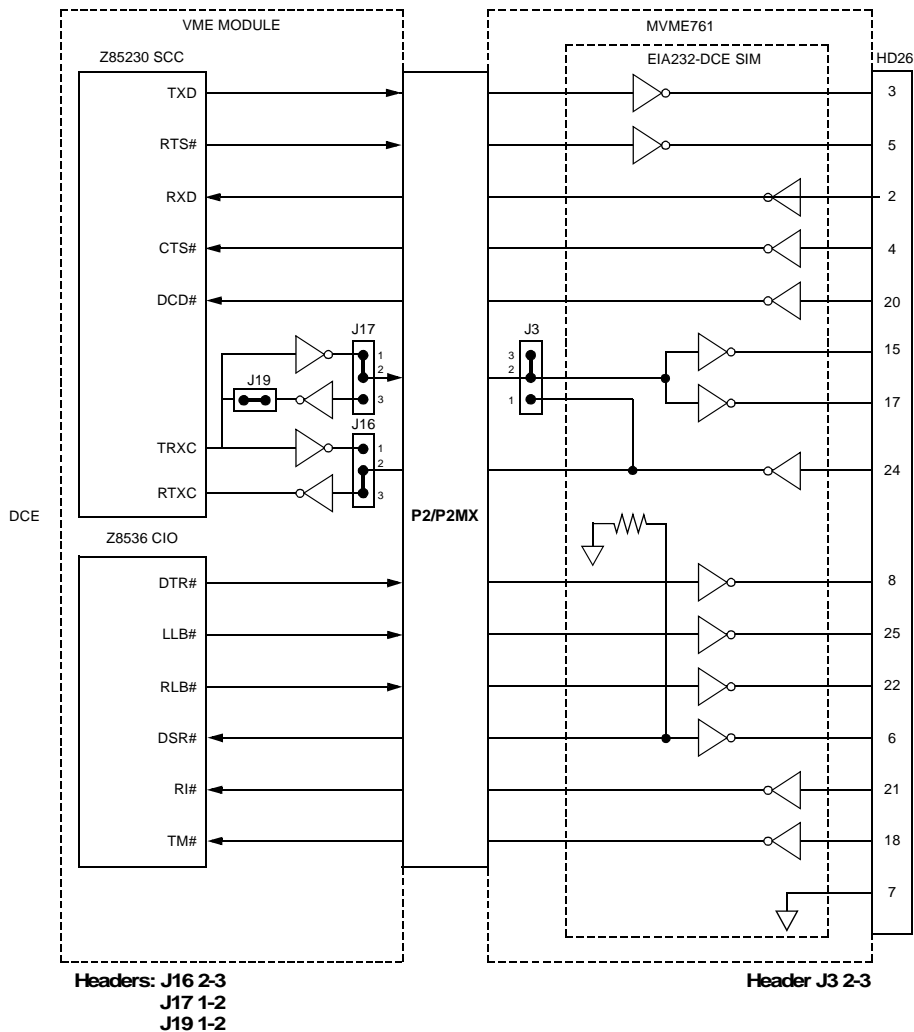 VME MODULE
MVME761
Z85230 SCC
EIA232-DCE SIM
HD26
TXD
3
RTS#
5
RXD
2
CTS#
4
DCD#
20
J17
J3
1
2
3
3
2
1
15
17
J19
J16
1
2
3
TRXC
24
RTXC
DCE
P2/P2MX
Z8536 CIO
DTR#
8
LLB#
25
RLB#
22
DSR#
6
RI#
21
TM#
18
7
Headers: J16 2-3
J17 1-2
J19 1-2
Header J3 2-3